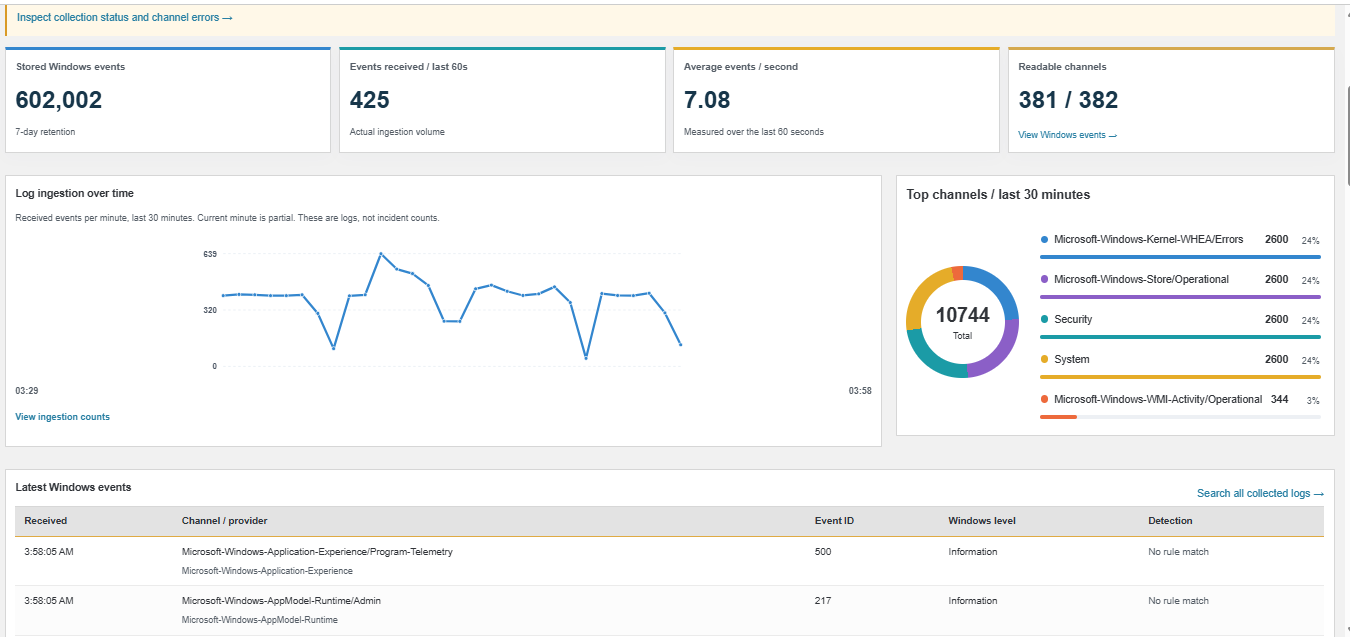 Inspect collection status and channel errors →
Stored Windows events
602,002
7-day retention
Events received / last 60s
425
Actual ingestion volume
Average events / second
7.08
Measured over the last 60 seconds
Readable channels
381 / 382
View Windows events →
Log ingestion over time
Received events per minute, last 30 minutes. Current minute is partial. These are logs, not incident counts.
639
320
0
03:29
03:58
View ingestion counts
Top channels / last 30 minutes
10744
Total
Microsoft-Windows-Kernel-WHEA/Errors 2600 24%
Microsoft-Windows-Store/Operational 2600 24%
Security 2600 24%
System 2600 24%
Microsoft-Windows-WMI-Activity/Operational 344 3%
Latest Windows events
Search all collected logs →
Received Channel / provider Event ID Windows level Detection
3:58:05 AM Microsoft-Windows-Application-Experience/Program-Telemetry 500 Information No rule match
Microsoft-Windows-Application-Experience
3:58:05 AM Microsoft-Windows-AppModel-Runtime/Admin 217 Information No rule match
Microsoft-Windows-AppModel-Runtime